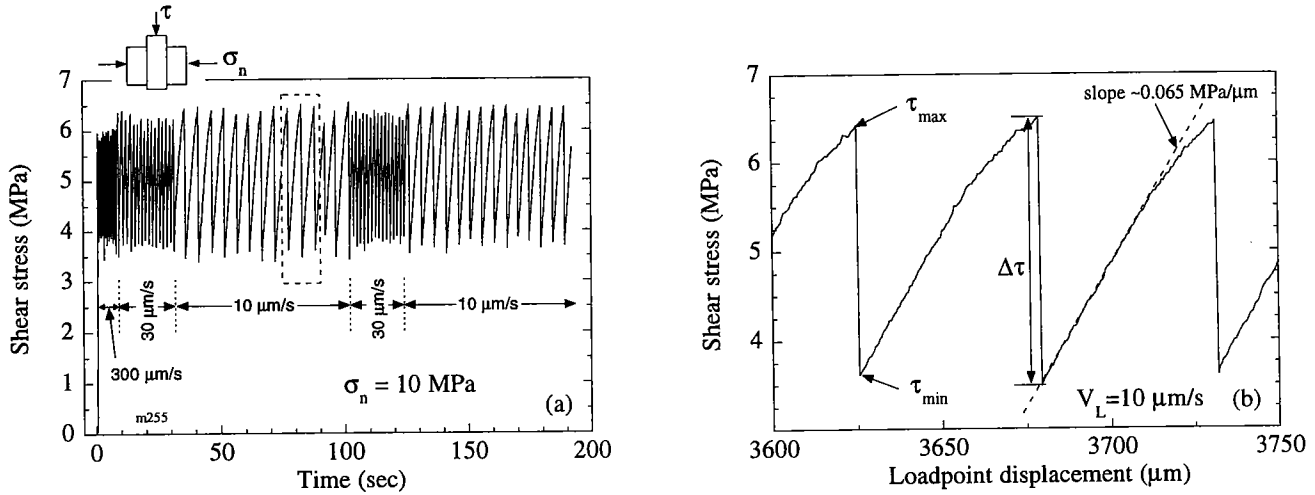 τ
σn
7
6
5
4
3
2
1
0
Shear stress (MPa)
300 μm/s
30 μm/s
10 μm/s
30 μm/s
10 μm/s
σn = 10 MPa
(a)
m255
0
50
100
150
200
Time (sec)
7
6
5
4
Shear stress (MPa)
τmax
slope ~0.065 MPa/μm
Δτ
τmin
VL=10 μm/s
(b)
3600
3650
3700
3750
Loadpoint displacement (μm)